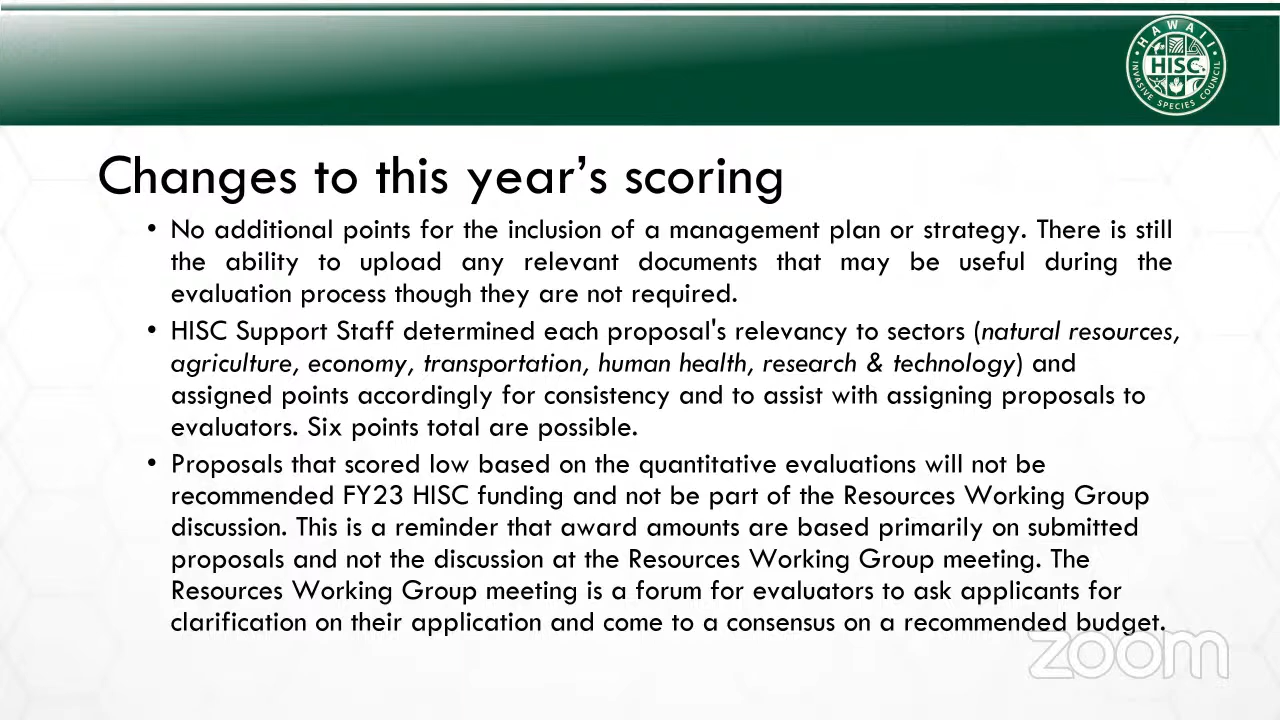 HAWAII
HISC
INVASIVE SPECIES COUNCIL
Changes to this year’s scoring
• No additional points for the inclusion of a management plan or strategy. There is still
the ability to upload any relevant documents that may be useful during the
evaluation process though they are not required.
• HISC Support Staff determined each proposal's relevancy to sectors (natural resources,
agriculture, economy, transportation, human health, research & technology) and
assigned points accordingly for consistency and to assist with assigning proposals to
evaluators. Six points total are possible.
• Proposals that scored low based on the quantitative evaluations will not be
recommended FY23 HISC funding and not be part of the Resources Working Group
discussion. This is a reminder that award amounts are based primarily on submitted
proposals and not the discussion at the Resources Working Group meeting. The
Resources Working Group meeting is a forum for evaluators to ask applicants for
clarification on their application and come to a consensus on a recommended budget.
zoom